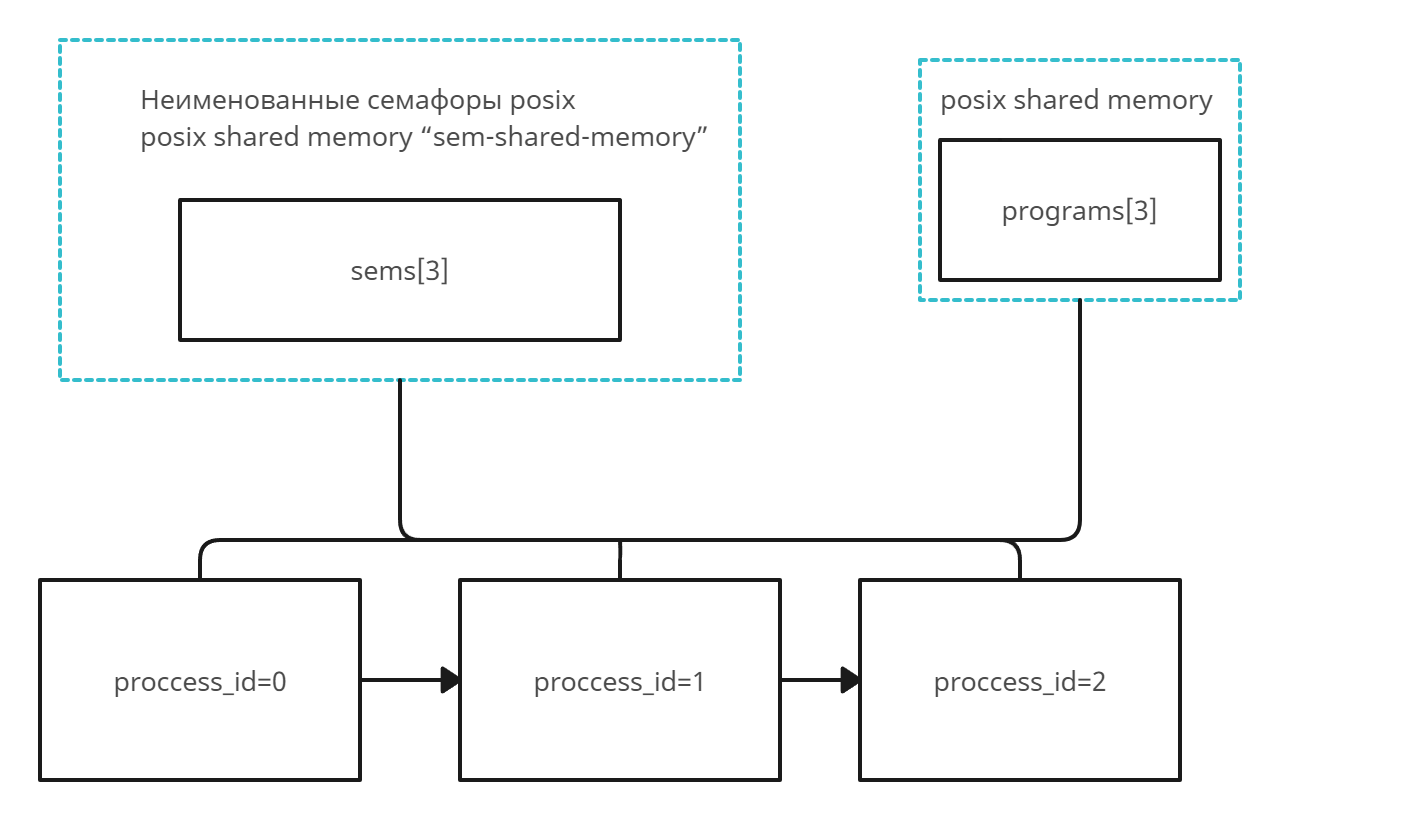 Неименованные семафоры posix
posix shared memory “sem-shared-memory”
sems[3]
posix shared memory
programs[3]
proccess_id=0
proccess_id=1
proccess_id=2